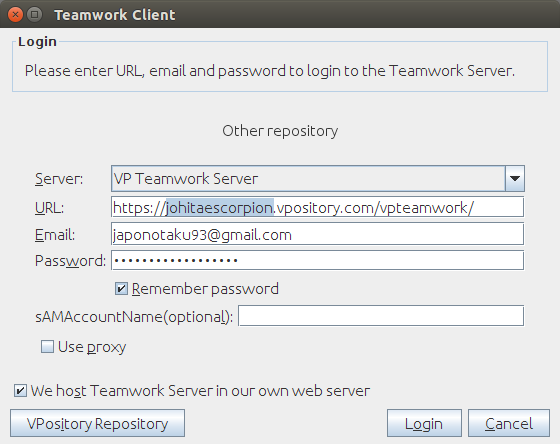 Teamwork Client
Login
Please enter URL, email and password to login to the Teamwork Server.
Other repository
Server: VP Teamwork Server
URL: https://johitaescorpion.vpository.com/vpteamwork/
Email: japonotaku93@gmail.com
Password: ••••••••••••••••••
Remember password
sAMAccountName(optional):
Use proxy
We host Teamwork Server in our own web server
VPository Repository Login Cancel